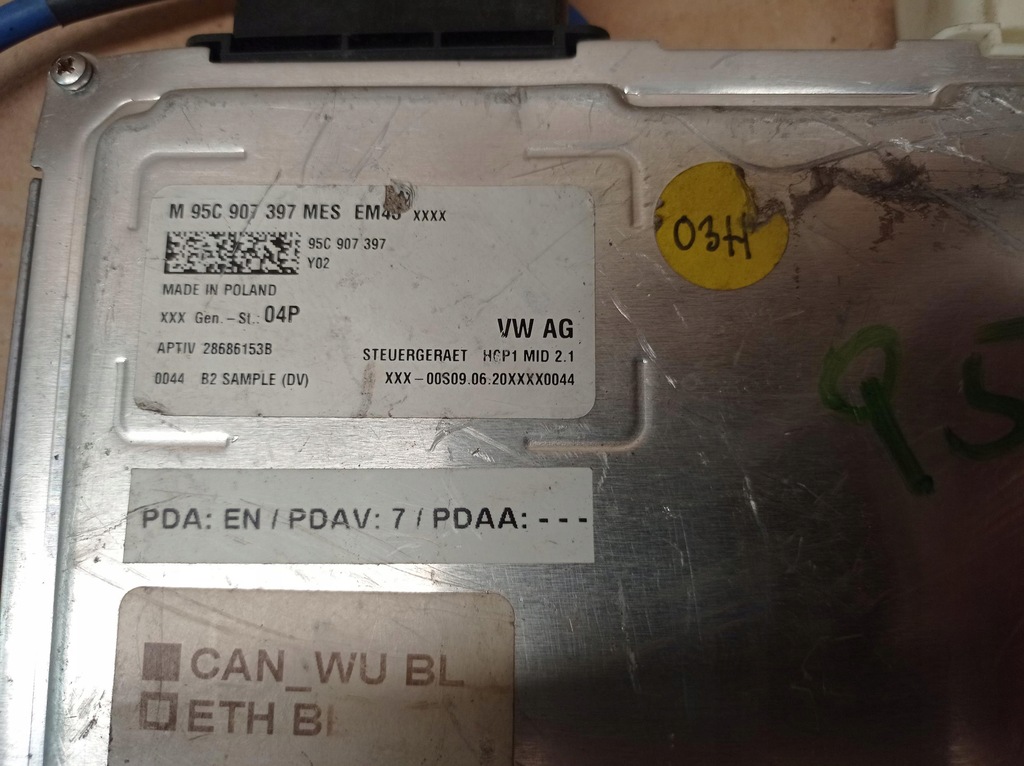 M 95C 907 397 MES EM43 XXXX
95C 907 397
Y02
MADE IN POLAND
XXX Gen.-St.: 04P
APTIV 28686153B
0044 B2 SAMPLE (DV)
VW AG
STEUERGERAET HCP1 MID 2.1
XXX-00S09.06.20XXXX0044
03H
95
PDA: EN / PDAV: 7 / PDAA: ---
CAN_WU BL
ETH